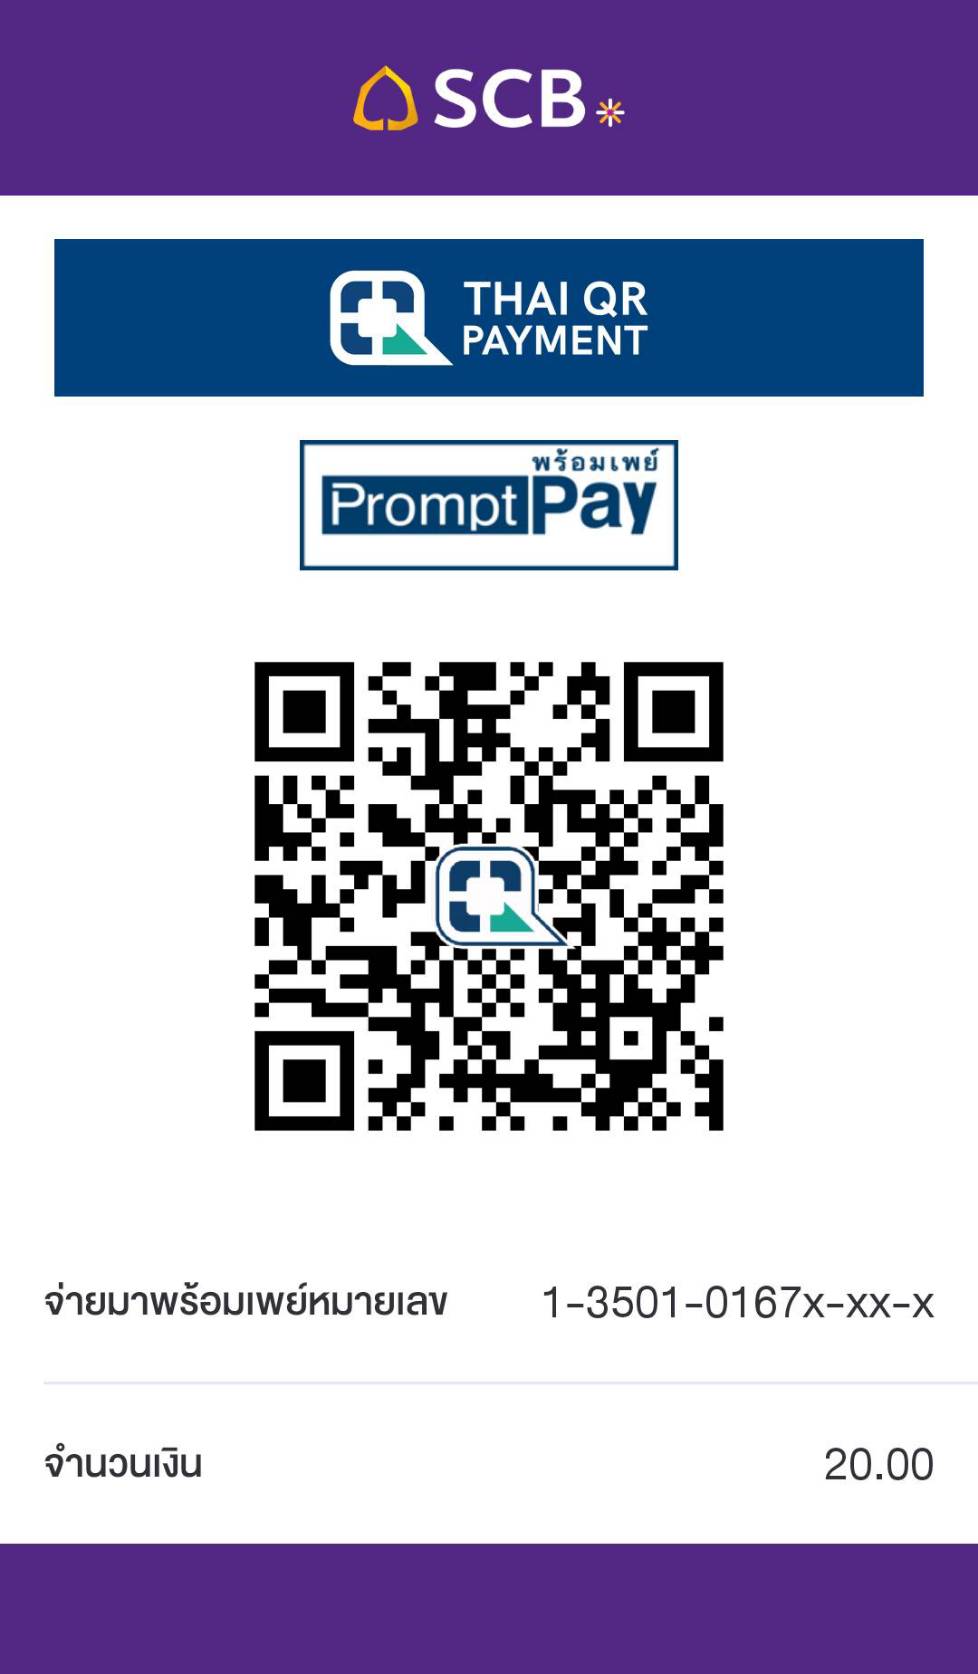 SCB
THAI QR
PAYMENT
พร้อมเพย์
PromptPay
จ่ายมาพร้อมเพย์หมายเลข 1-3501-0167x-xx-x
จำนวนเงิน 20.00